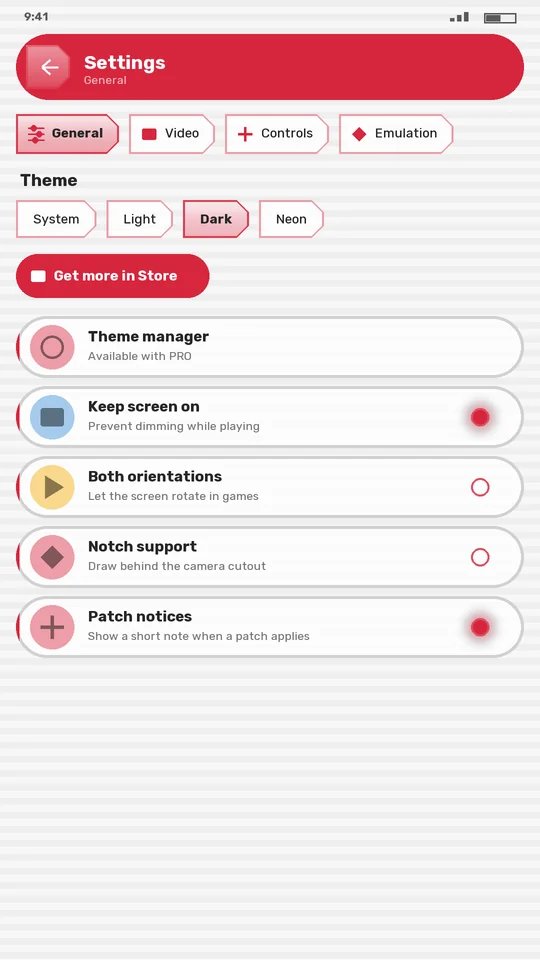 9:41
Settings
General
General
Video
Controls
Emulation
Theme
System
Light
Dark
Neon
Get more in Store
Theme manager
Available with PRO
Keep screen on
Prevent dimming while playing
Both orientations
Let the screen rotate in games
Notch support
Draw behind the camera cutout
Patch notices
Show a short note when a patch applies